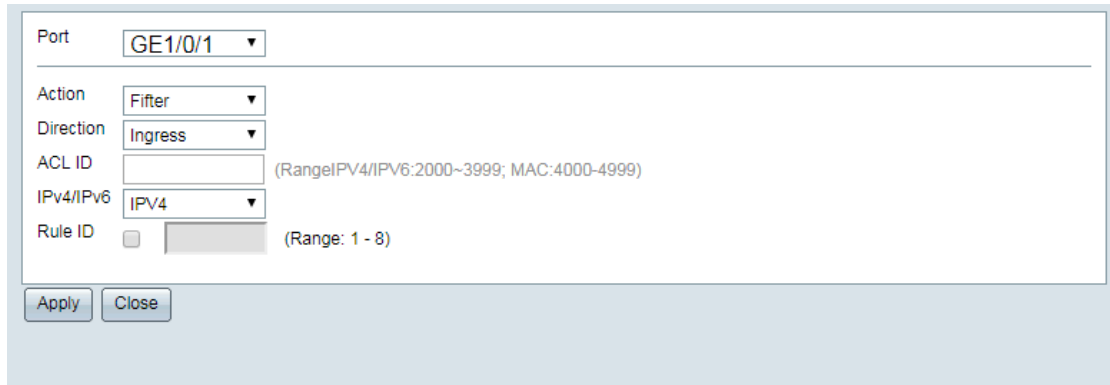 Port GE1/0/1
Action Fifter
Direction Ingress
ACL ID (RangeIPV4/IPV6:2000~3999; MAC:4000-4999)
IPv4/IPv6 IPV4
Rule ID (Range: 1 - 8)
Apply Close